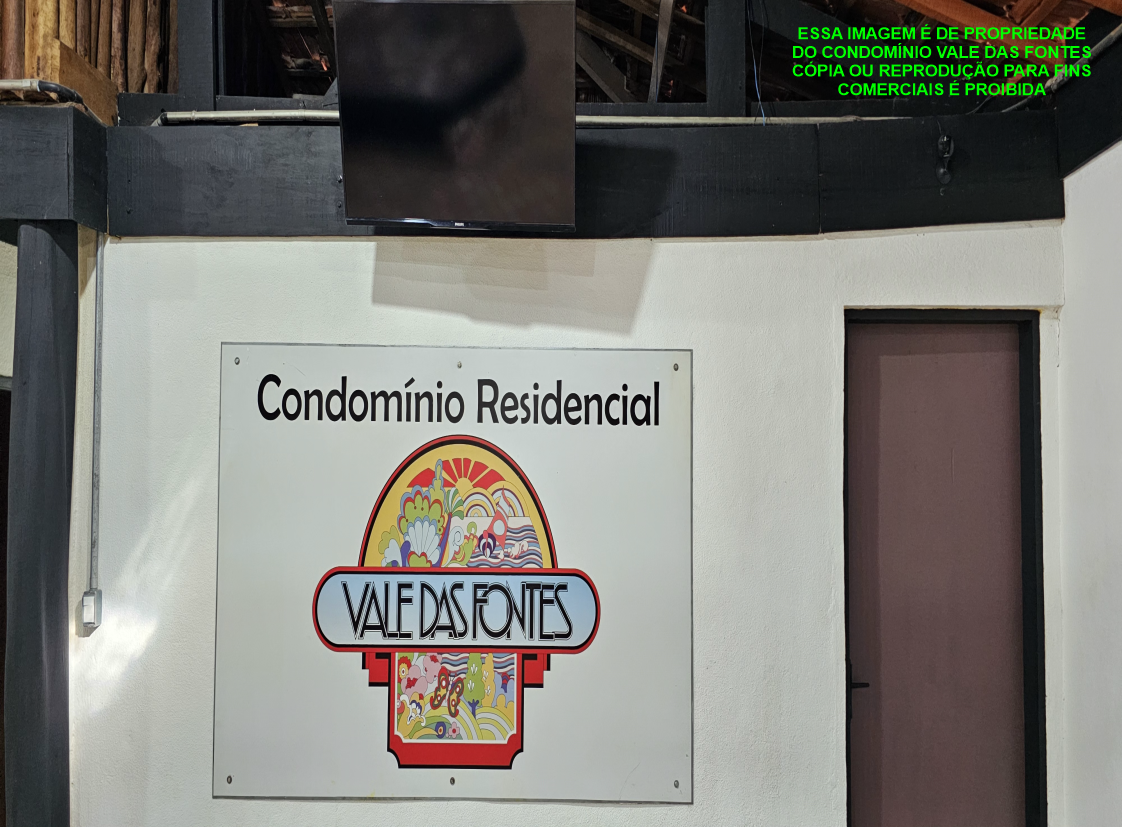 ESSA IMAGEM É DE PROPRIEDADE
DO CONDOMÍNIO VALE DAS FONTES
CÓPIA OU REPRODUÇÃO PARA FINS
COMERCIAIS É PROIBIDA
Condomínio Residencial
VALE DAS FONTES